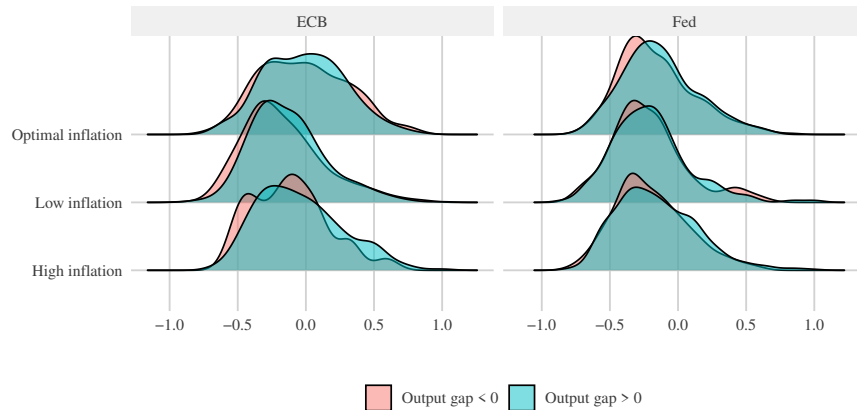 ECB Fed
Optimal inflation
Low inflation
High inflation
−1.0 −0.5 0.0 0.5 1.0 −1.0 −0.5 0.0 0.5 1.0
Output gap < 0 Output gap > 0